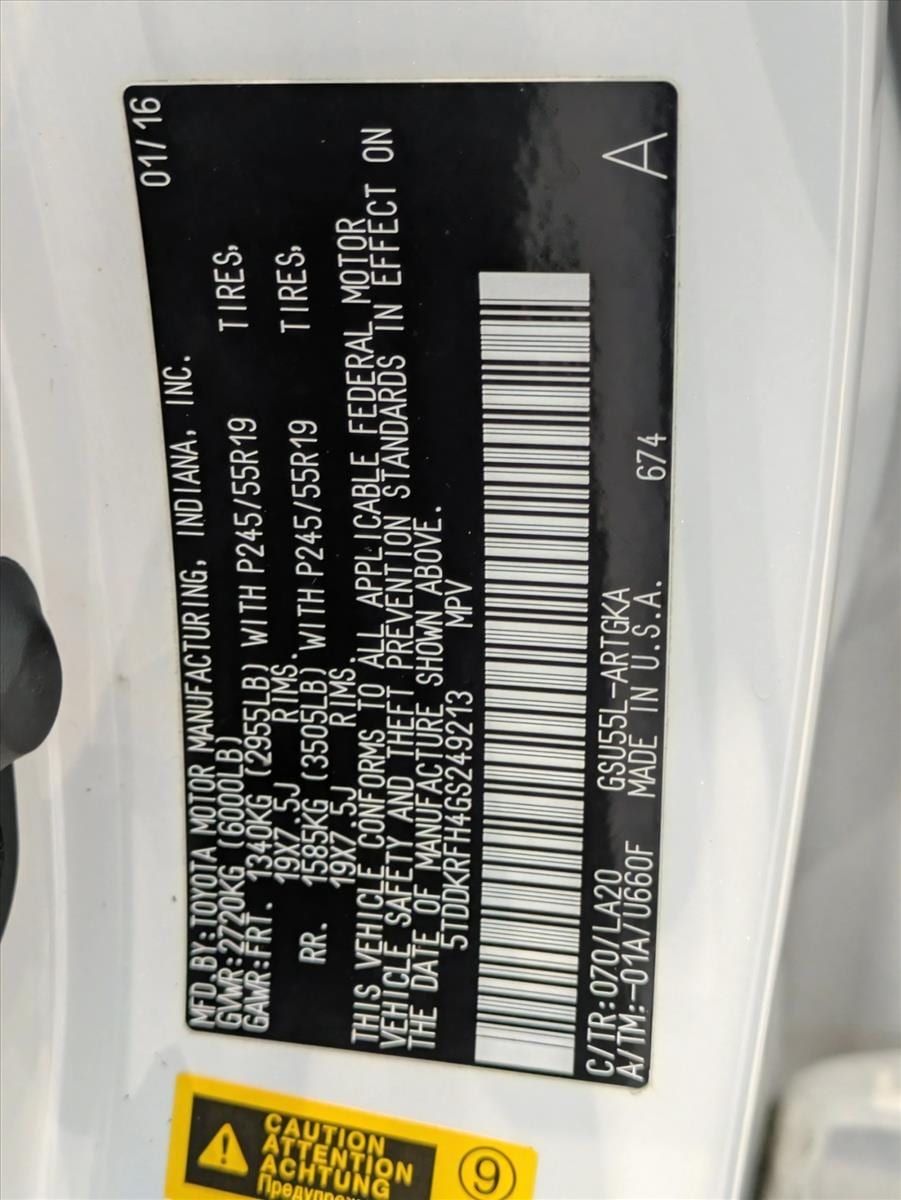 MFD.BY:TOYOTA MOTOR MANUFACTURING, INDIANA, INC. 01/16
GVWR:2720KG (6000LB)
GAWR:FRT. 1340KG (2955LB) WITH P245/55R19 TIRES,
19X7.5J RIMS.
RR. 1585KG (3505LB) WITH P245/55R19 TIRES,
19X7.5J RIMS.
THIS VEHICLE CONFORMS TO ALL APPLICABLE FEDERAL MOTOR
VEHICLE SAFETY AND THEFT PREVENTION STANDARDS IN EFFECT ON
THE DATE OF MANUFACTURE SHOWN ABOVE.
5TDDKRFH4GS249213 MPV
C/TR:070/LA20 GSU55L-ARTGKA A
A/TM:-01A/U660F MADE IN U.S.A. 674
CAUTION
ATTENTION
ACHTUNG
9